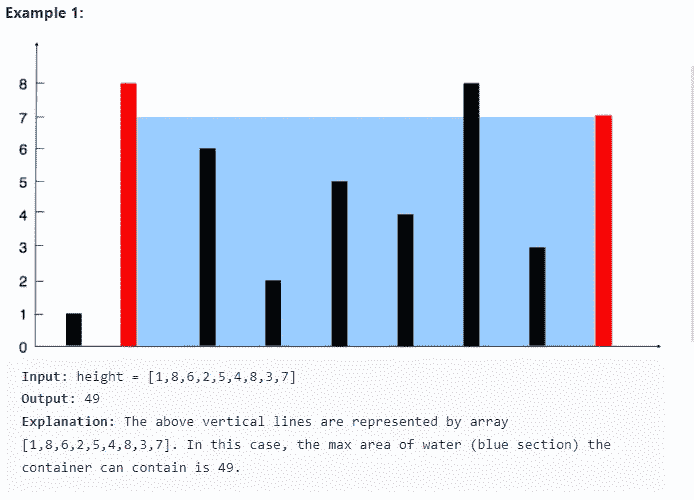 Example 1:
8
7
6
5
4
3
2
1
0
Input: height = [1,8,6,2,5,4,8,3,7]
Output: 49
Explanation: The above vertical lines are represented by array
[1,8,6,2,5,4,8,3,7]. In this case, the max area of water (blue section) the
container can contain is 49.